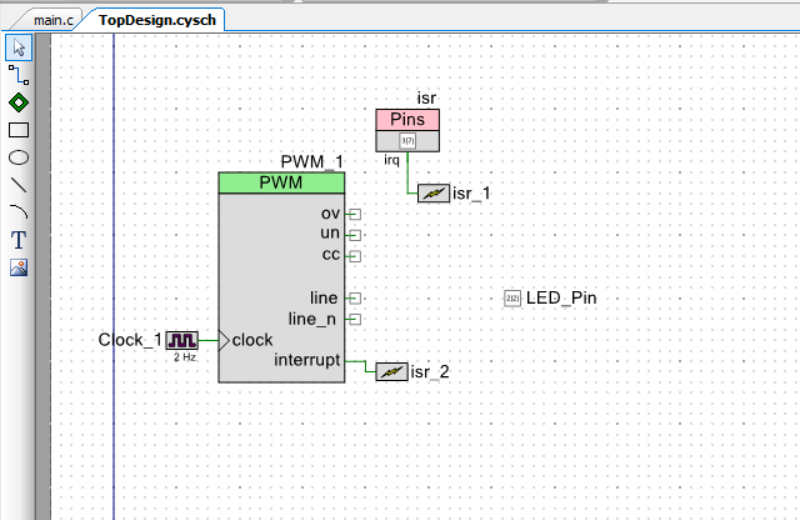 main.c
TopDesign.cysch
T
isr
Pins
3[7]
irq
isr_1
PWM_1
PWM
ov
un
cc
line
line_n
clock
interrupt
Clock_1
2 Hz
isr_2
2[2]
LED_Pin